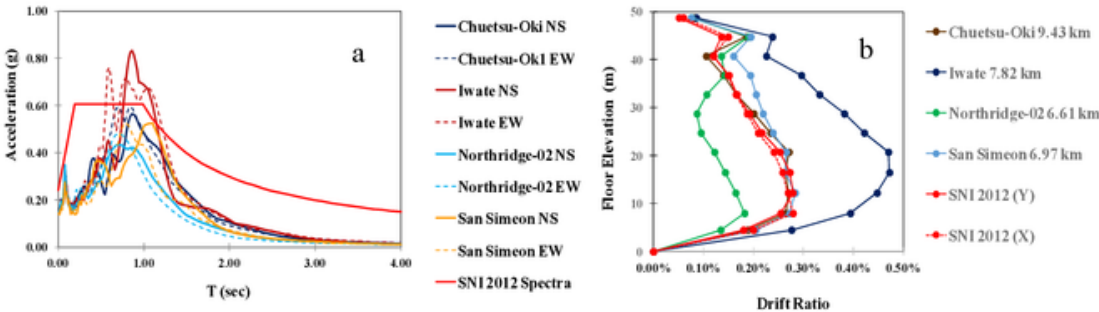 1.00
0.80
0.60
0.40
0.20
0.00
Acceleration (g)
0.00 1.00 2.00 3.00 4.00
T (sec)
a
Chuetsu-Oki NS
Chuetsu-Ok1 EW
Iwate NS
Iwate EW
Northridge-02 NS
Northridge-02 EW
San Simeon NS
San Simeon EW
SNI 2012 Spectra
50
40
30
20
10
0
Floor Elevation (m)
0.00% 0.10% 0.20% 0.30% 0.40% 0.50%
Drift Ratio
b
Chuetsu-Oki 9.43 km
Iwate 7.82 km
Northridge-02 6.61 km
San Simeon 6.97 km
SNI 2012 (Y)
SNI 2012 (X)